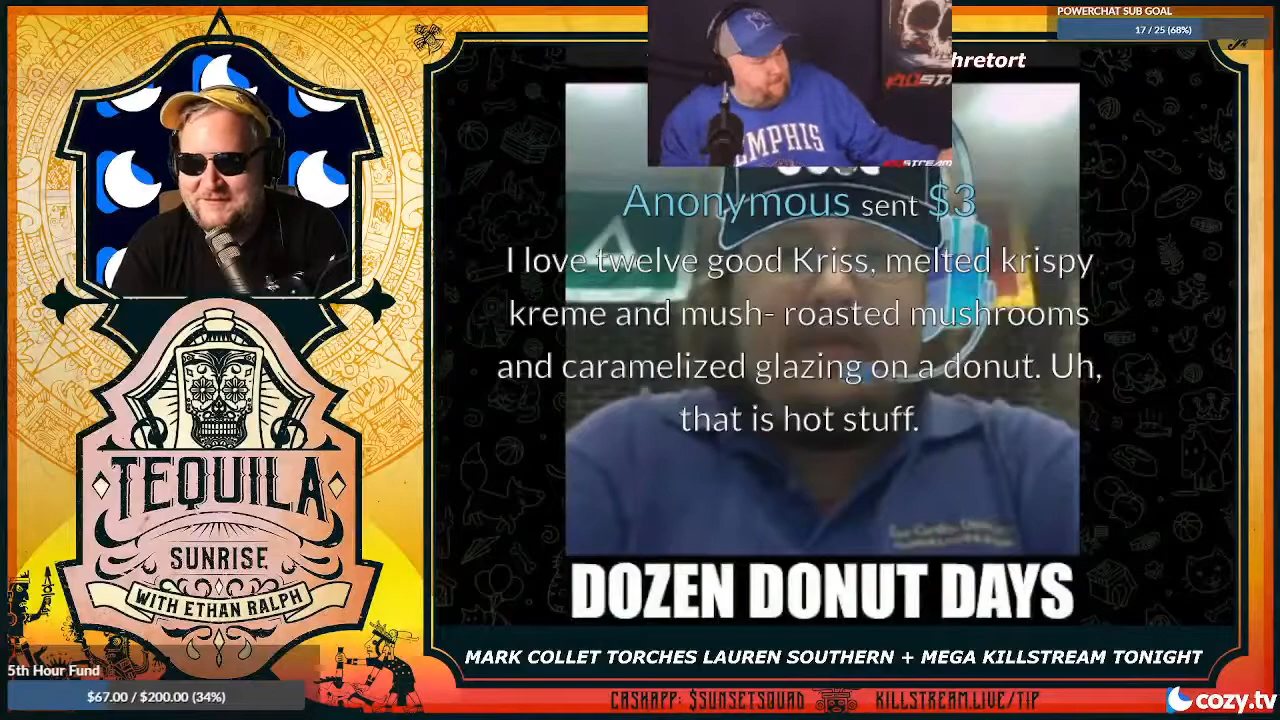 POWERCHAT SUB GOAL
17 / 25 (68%)
hretort
KILLSTR
MEMPHIS
KILLSTREAM
Anonymous sent $3
I love twelve good Kriss, melted krispy
kreme and mush- roasted mushrooms
and caramelized glazing on a donut. Uh,
that is hot stuff.
DOZEN DONUT DAYS
TEQUILA
SUNRISE
WITH ETHAN RALPH
MARK COLLET TORCHES LAUREN SOUTHERN + MEGA KILLSTREAM TONIGHT
5th Hour Fund
$67.00 / $200.00 (34%)
CASHAPP: $SUNSETSQUAD
KILLSTREAM.LIVE/TIP
cozy.tv